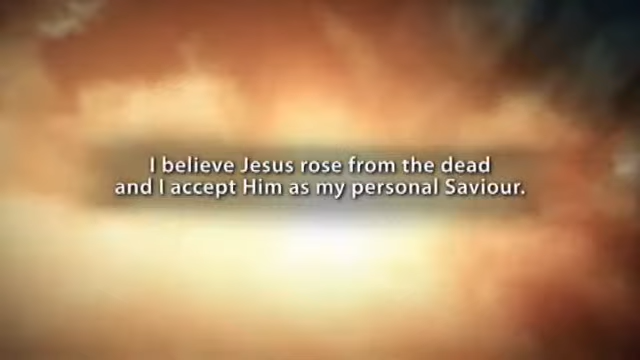 I believe Jesus rose from the dead
and I accept Him as my personal Saviour.